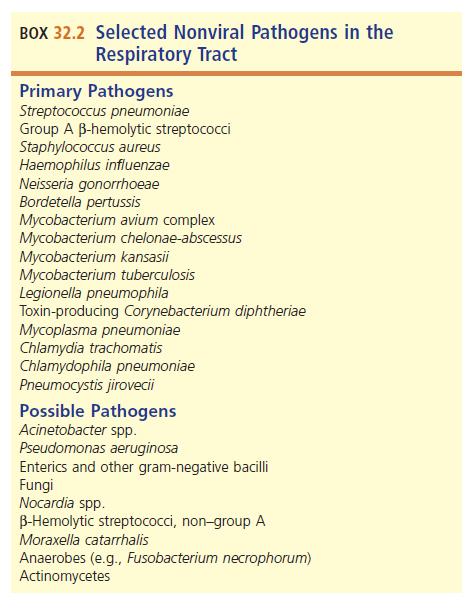 BOX 32.2 Selected Nonviral Pathogens in the
Respiratory Tract
Primary Pathogens
Streptococcus pneumoniae
Group A β-hemolytic streptococci
Staphylococcus aureus
Haemophilus influenzae
Neisseria gonorrhoeae
Bordetella pertussis
Mycobacterium avium complex
Mycobacterium chelonae-abscessus
Mycobacterium kansasii
Mycobacterium tuberculosis
Legionella pneumophila
Toxin-producing Corynebacterium diphtheriae
Mycoplasma pneumoniae
Chlamydia trachomatis
Chlamydophila pneumoniae
Pneumocystis jirovecii
Possible Pathogens
Acinetobacter spp.
Pseudomonas aeruginosa
Enterics and other gram-negative bacilli
Fungi
Nocardia spp.
β-Hemolytic streptococci, non–group A
Moraxella catarrhalis
Anaerobes (e.g., Fusobacterium necrophorum)
Actinomycetes